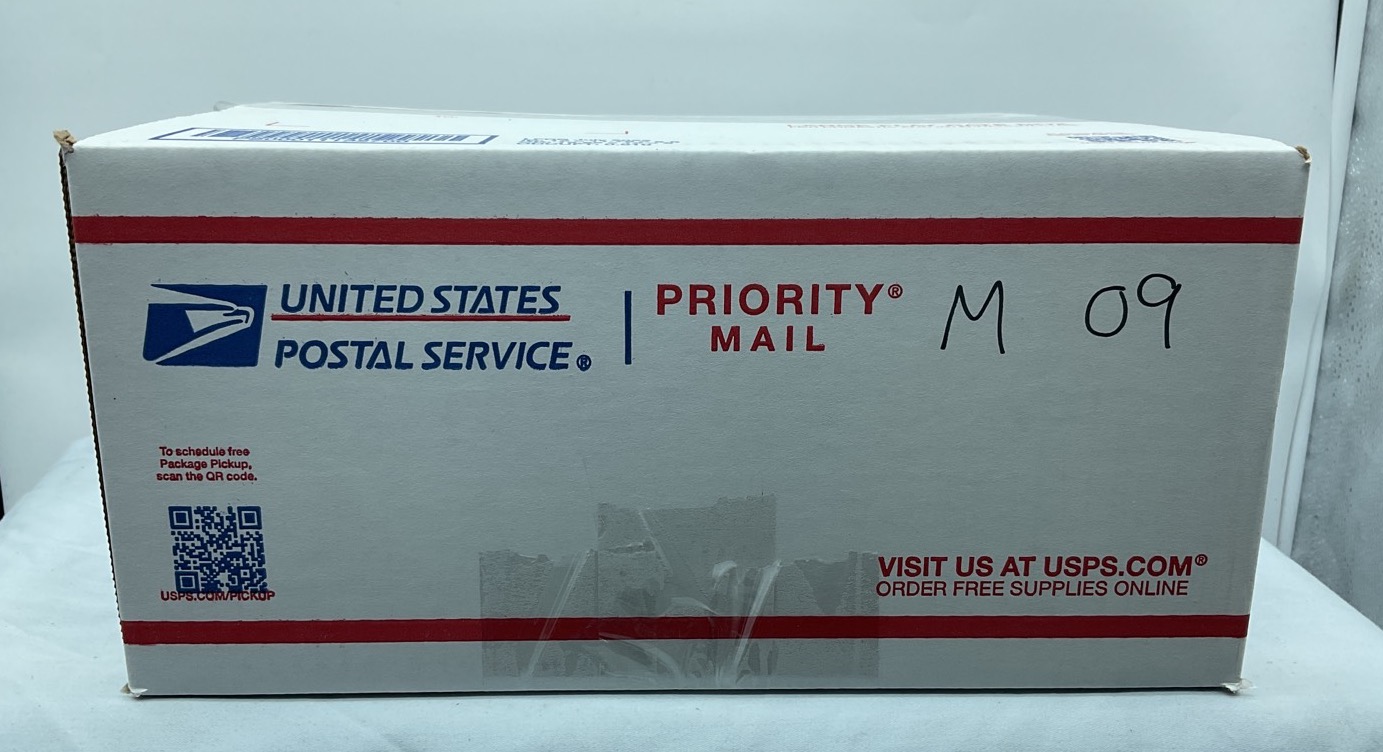 UNITED STATES
POSTAL SERVICE®
PRIORITY®
MAIL
M 09
To schedule free
Package Pickup,
scan the QR code.
USPS.COM/PICKUP
VISIT US AT USPS.COM®
ORDER FREE SUPPLIES ONLINE